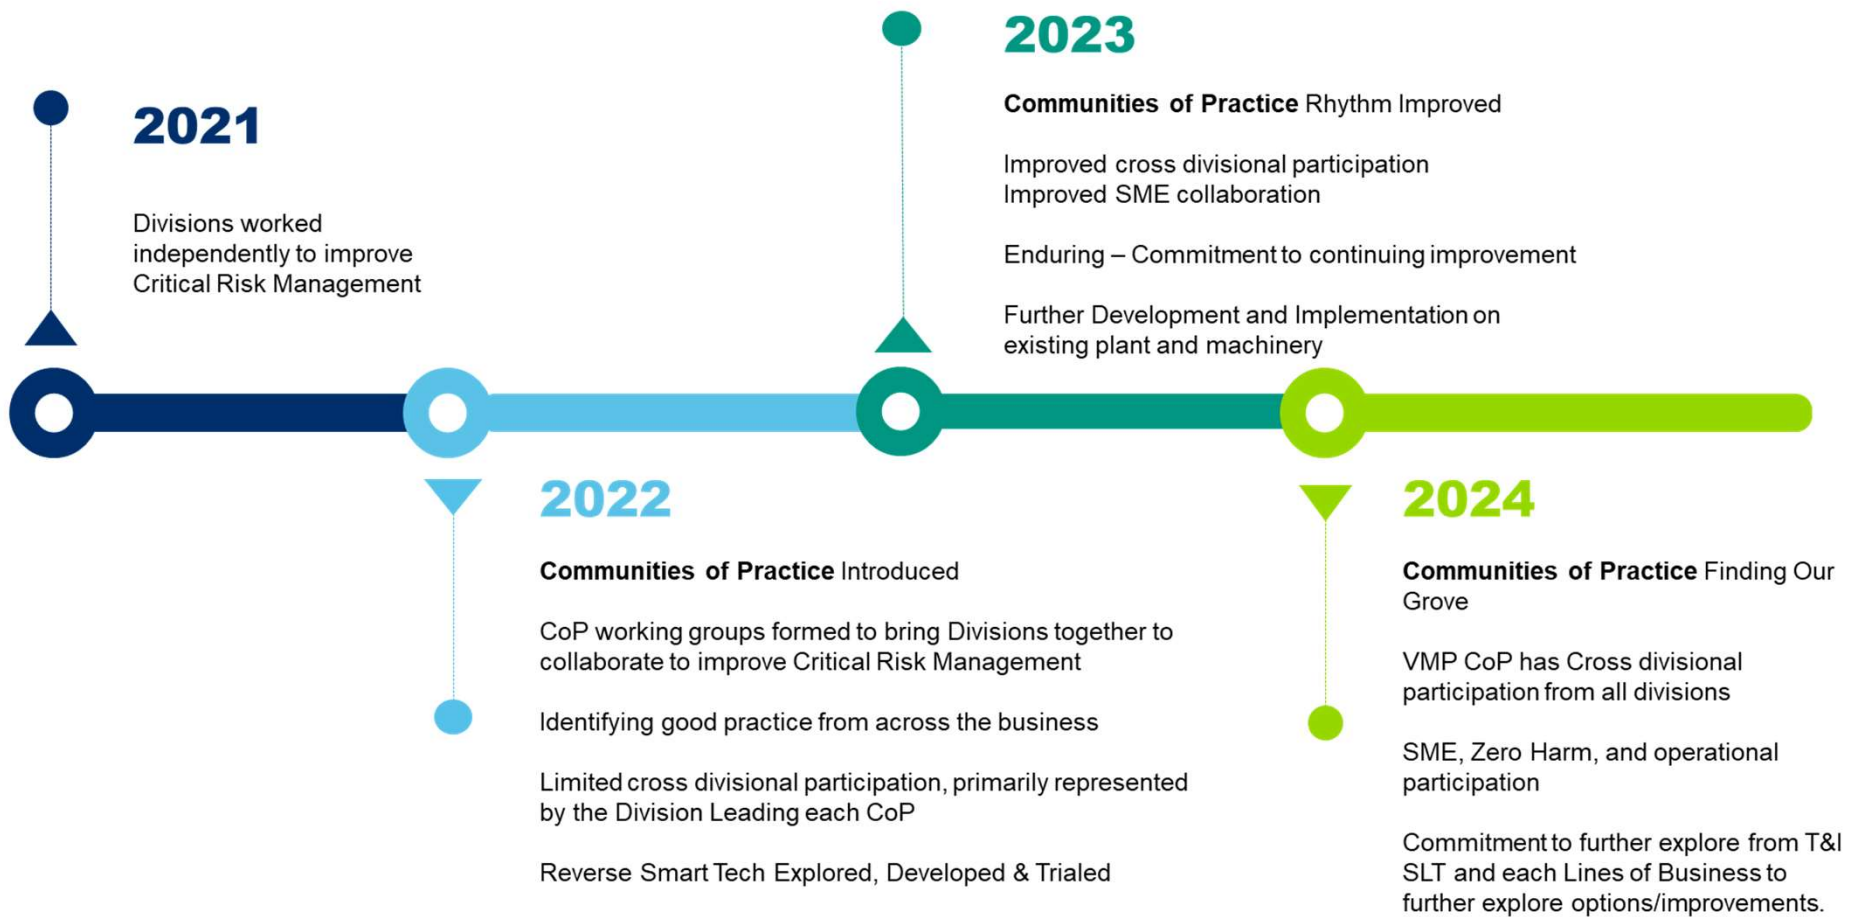 2021
Divisions worked
independently to improve
Critical Risk Management
2022
Communities of Practice Introduced
CoP working groups formed to bring Divisions together to
collaborate to improve Critical Risk Management
Identifying good practice from across the business
Limited cross divisional participation, primarily represented
by the Division Leading each CoP
Reverse Smart Tech Explored, Developed & Trialed
2023
Communities of Practice Rhythm Improved
Improved cross divisional participation
Improved SME collaboration
Enduring – Commitment to continuing improvement
Further Development and Implementation on
existing plant and machinery
2024
Communities of Practice Finding Our
Grove
VMP CoP has Cross divisional
participation from all divisions
SME, Zero Harm, and operational
participation
Commitment to further explore from T&I
SLT and each Lines of Business to
further explore options/improvements.